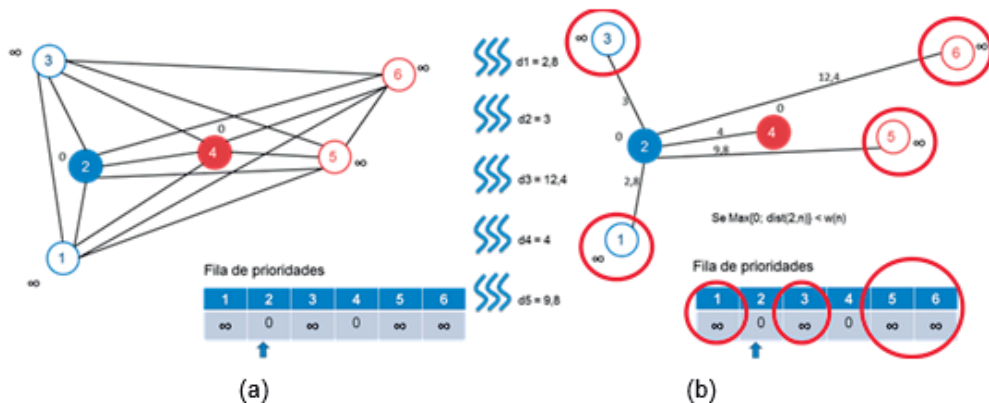 ∞
3
6
∞
0
0
2
4
5
∞
1
∞
Fila de prioridades
1 2 3 4 5 6
∞ 0 ∞ 0 ∞ ∞
(a)
d1 = 2,8
d2 = 3
d3 = 12,4
d4 = 4
d5 = 9,8
∞
3
6
∞
12,4
3
0
0
2
4
4
5
∞
9,8
2,8
1
∞
Se Max{0; dist(2,n)} < w(n)
Fila de prioridades
1 2 3 4 5 6
∞ 0 ∞ 0 ∞ ∞
(b)